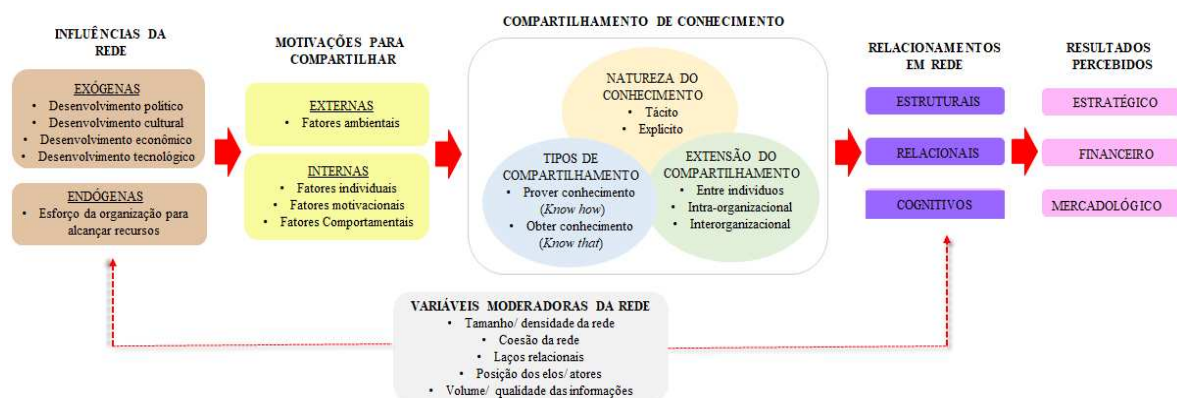 INFLUÊNCIAS DA
REDE
EXÓGENAS
• Desenvolvimento político
• Desenvolvimento cultural
• Desenvolvimento econômico
• Desenvolvimento tecnológico
ENDÓGENAS
• Esforço da organização para
alcançar recursos
MOTIVAÇÕES PARA
COMPARTILHAR
EXTERNAS
• Fatores ambientais
INTERNAS
• Fatores individuais
• Fatores motivacionais
• Fatores Comportamentais
COMPARTILHAMENTO DE CONHECIMENTO
NATUREZA DO
CONHECIMENTO
• Tácito
• Explícito
TIPOS DE
COMPARTILHAMENTO
• Prover conhecimento
(Know how)
• Obter conhecimento
(Know that)
EXTENSÃO DO
COMPARTILHAMENTO
• Entre indivíduos
• Intra-organizacional
• Interorganizacional
RELACIONAMENTOS
EM REDE
ESTRUTURAIS
RELACIONAIS
COGNITIVOS
RESULTADOS
PERCEBIDOS
ESTRATÉGICO
FINANCEIRO
MERCADOLÓGICO
VARIÁVEIS MODERADORAS DA REDE
• Tamanho/ densidade da rede
• Coesão da rede
• Laços relacionais
• Posição dos elos/ atores
• Volume/ qualidade das informações